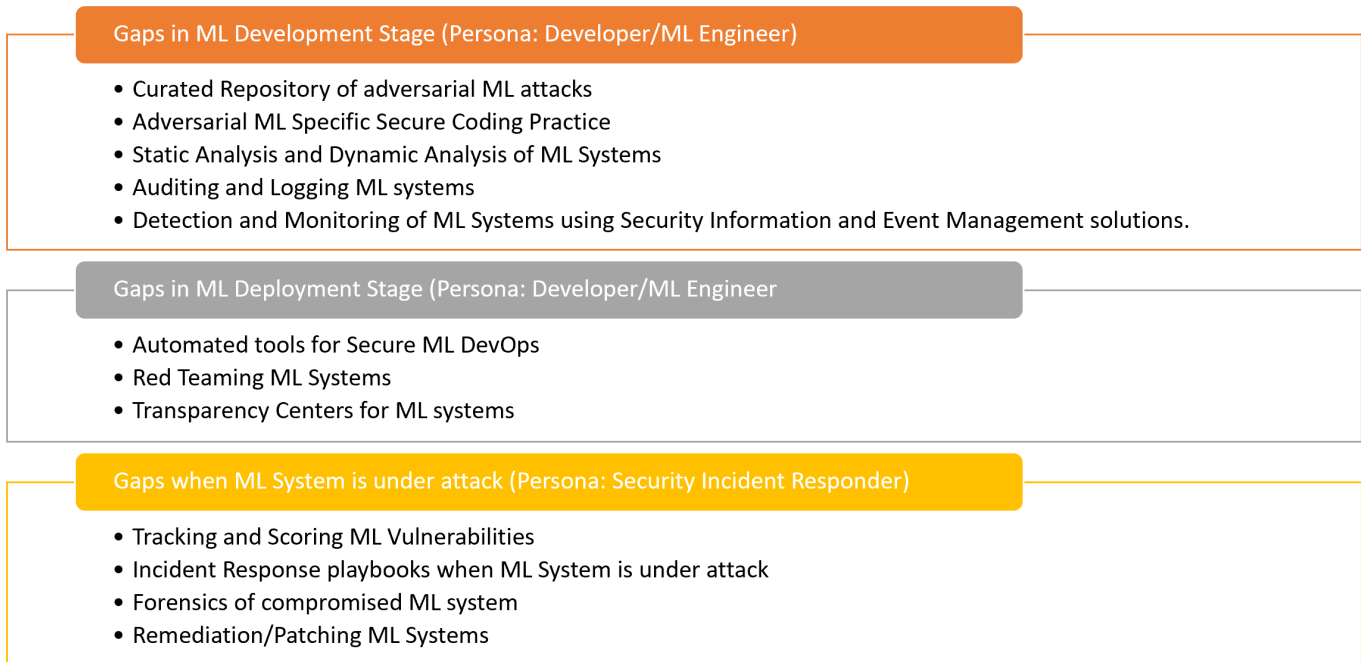 Gaps in ML Development Stage (Persona: Developer/ML Engineer)
• Curated Repository of adversarial ML attacks
• Adversarial ML Specific Secure Coding Practice
• Static Analysis and Dynamic Analysis of ML Systems
• Auditing and Logging ML systems
• Detection and Monitoring of ML Systems using Security Information and Event Management solutions.
Gaps in ML Deployment Stage (Persona: Developer/ML Engineer
• Automated tools for Secure ML DevOps
• Red Teaming ML Systems
• Transparency Centers for ML systems
Gaps when ML System is under attack (Persona: Security Incident Responder)
• Tracking and Scoring ML Vulnerabilities
• Incident Response playbooks when ML System is under attack
• Forensics of compromised ML system
• Remediation/Patching ML Systems